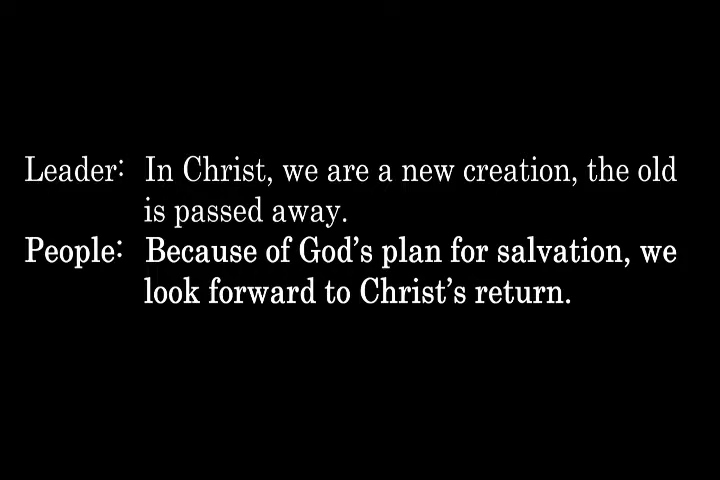 Leader: In Christ, we are a new creation, the old
is passed away.
People: Because of God’s plan for salvation, we
look forward to Christ’s return.